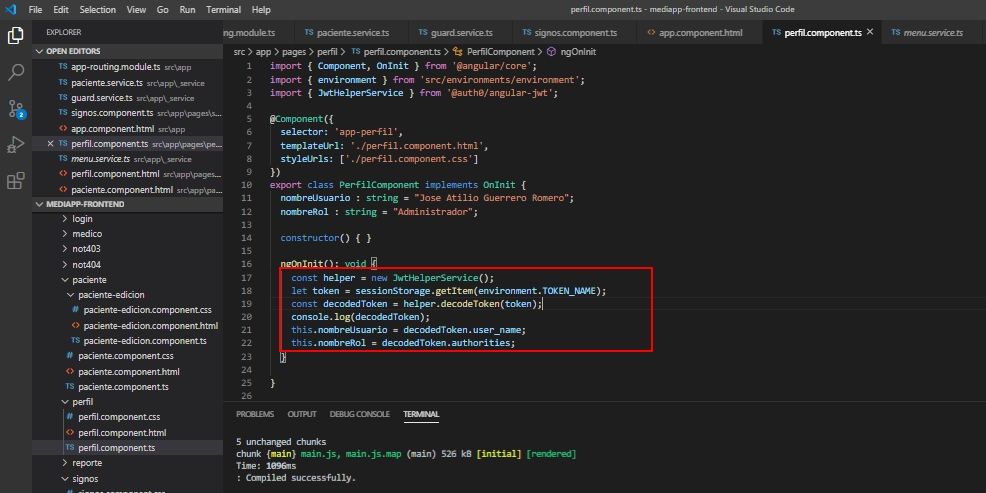 File Edit Selection View Go Run Terminal Help
perfil.component.ts - mediapp-frontend - Visual Studio Code
EXPLORER
OPEN EDITORS
app-routing.module.ts src\app
paciente.service.ts src\app\_service
guard.service.ts src\app\_service
signos.component.ts src\app\pages\s...
app.component.html src\app
perfil.component.ts src\app\pages\pe...
menu.service.ts src\app\_service
perfil.component.html src\app\pages...
paciente.component.html src\app\pa...
MEDIAPP-FRONTEND
login
medico
not403
not404
paciente
paciente-edicion
paciente-edicion.component.css
paciente-edicion.component.html
paciente-edicion.component.ts
paciente.component.css
paciente.component.html
paciente.component.ts
perfil
perfil.component.css
perfil.component.html
perfil.component.ts
reporte
signos
signos.component.css
2
ng.module.ts paciente.service.ts guard.service.ts signos.component.ts app.component.html perfil.component.ts menu.service.ts
src > app > pages > perfil > perfil.component.ts > PerfilComponent > ngOnInit
1 import { Component, OnInit } from '@angular/core';
2 import { environment } from 'src/environments/environment';
3 import { JwtHelperService } from '@auth0/angular-jwt';
4
5 @Component({
6 selector: 'app-perfil',
7 templateUrl: './perfil.component.html',
8 styleUrls: ['./perfil.component.css']
9 })
10 export class PerfilComponent implements OnInit {
11 nombreUsuario : string = "Jose Atilio Guerrero Romero";
12 nombreRol : string = "Administrador";
13
14 constructor() { }
15
16 ngOnInit(): void {
17 const helper = new JwtHelperService();
18 let token = sessionStorage.getItem(environment.TOKEN_NAME);
19 const decodedToken = helper.decodeToken(token);
20 console.log(decodedToken);
21 this.nombreUsuario = decodedToken.user_name;
22 this.nombreRol = decodedToken.authorities;
23 }
24
25 }
26
PROBLEMS OUTPUT DEBUG CONSOLE TERMINAL
5 unchanged chunks
chunk {main} main.js, main.js.map (main) 526 kB [initial] [rendered]
Time: 1096ms
: Compiled successfully.